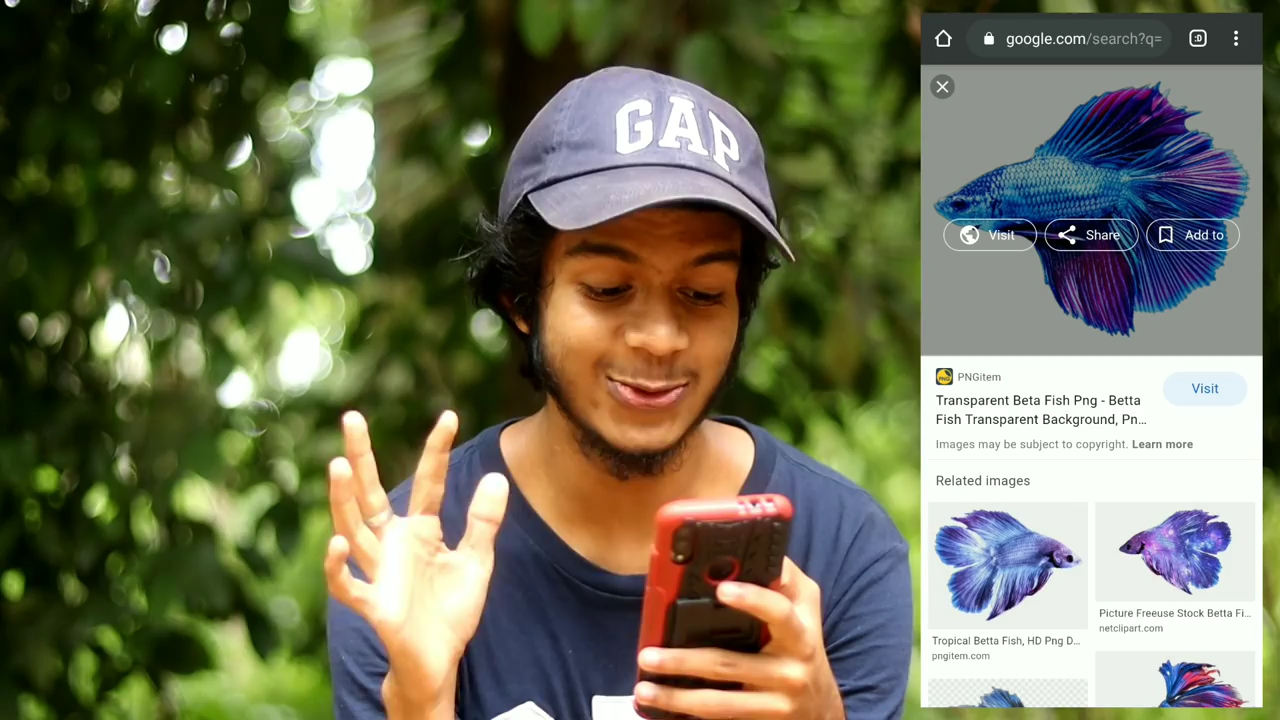 GAP
google.com/search?q=
:D
Visit
Share
Add to
PNG
PNGitem
Transparent Beta Fish Png - Betta
Fish Transparent Background, Pn...
Visit
Images may be subject to copyright. Learn more
Related images
Tropical Betta Fish, HD Png D...
pngitem.com
Picture Freeuse Stock Betta Fi...
netclipart.com